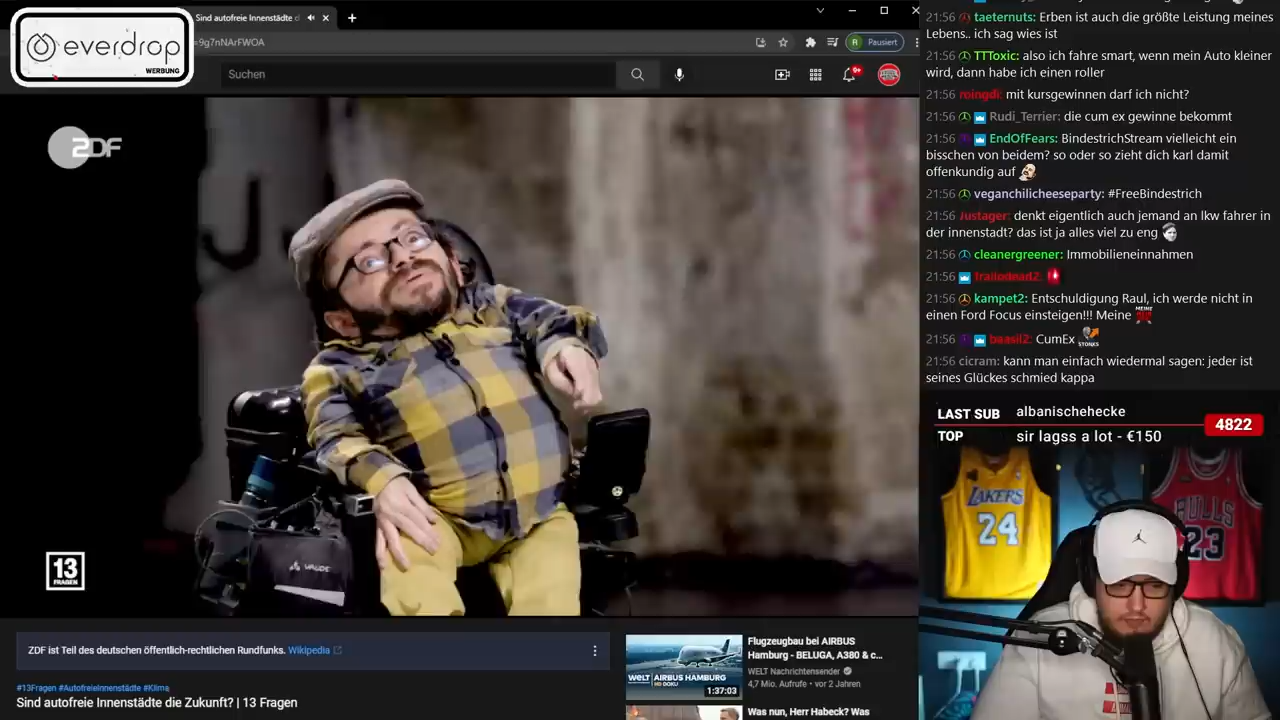 everdrop
WERBUNG
Sind autofreie Innenstädte d
=9g7nNArFWOA
Pausiert
R
Suchen
9+
ZDF
VAUDE
13
FRAGEN
ZDF ist Teil des deutschen öffentlich-rechtlichen Rundfunks. Wikipedia
#13Fragen #AutofreieInnenstädte #Klima
Sind autofreie Innenstädte die Zukunft? | 13 Fragen
WELT AIRBUS HAMBURG
HD DOKU
1:37:03
Flugzeugbau bei AIRBUS
Hamburg - BELUGA, A380 & c...
WELT Nachrichtensender
4,7 Mio. Aufrufe • vor 2 Jahren
Was nun, Herr Habeck? Was
21:56 taeternuts: Erben ist auch die größte Leistung meines
Lebens.. ich sag wies ist
21:56 TTToxic: also ich fahre smart, wenn mein Auto kleiner
wird, dann habe ich einen roller
21:56 roingdi: mit kursgewinnen darf ich nicht?
21:56 Rudi_Terrier: die cum ex gewinne bekommt
21:56 EndOfFears: BindestrichStream vielleicht ein
bisschen von beidem? so oder so zieht dich karl damit
offenkundig auf
21:56 veganchilicheeseparty: #FreeBindestrich
21:56 Justager: denkt eigentlich auch jemand an lkw fahrer in
der innenstadt? das ist ja alles viel zu eng
21:56 cleanergreener: Immobilieneinnahmen
21:56 trailodead2:
21:56 kampet2: Entschuldigung Raul, ich werde nicht in
einen Ford Focus einsteigen!!! Meine
21:56 baasil2: CumEx
STONKS
21:56 cicram: kann man einfach wiedermal sagen: jeder ist
seines Glückes schmied kappa
LAST SUB albanischehecke
4822
TOP sir lagss a lot - €150
LAKERS
24
BULLS
23